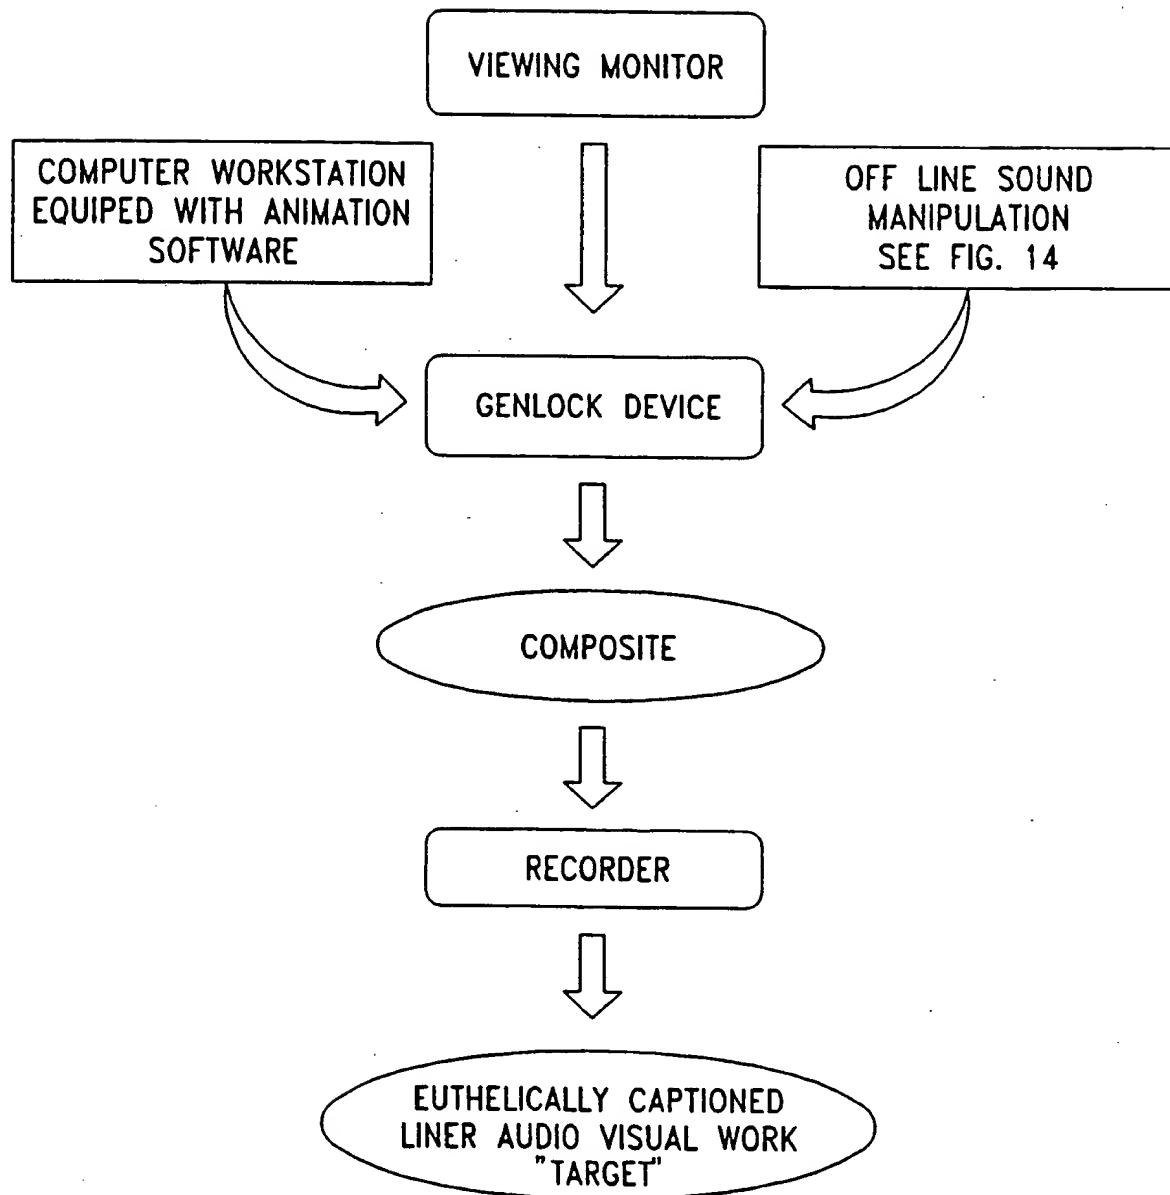 VIEWING MONITOR
COMPUTER WORKSTATION
EQUIPED WITH ANIMATION
SOFTWARE
OFF LINE SOUND
MANIPULATION
SEE FIG. 14
GENLOCK DEVICE
COMPOSITE
RECORDER
EUTHELICALLY CAPTIONED
LINER AUDIO VISUAL WORK
"TARGET"